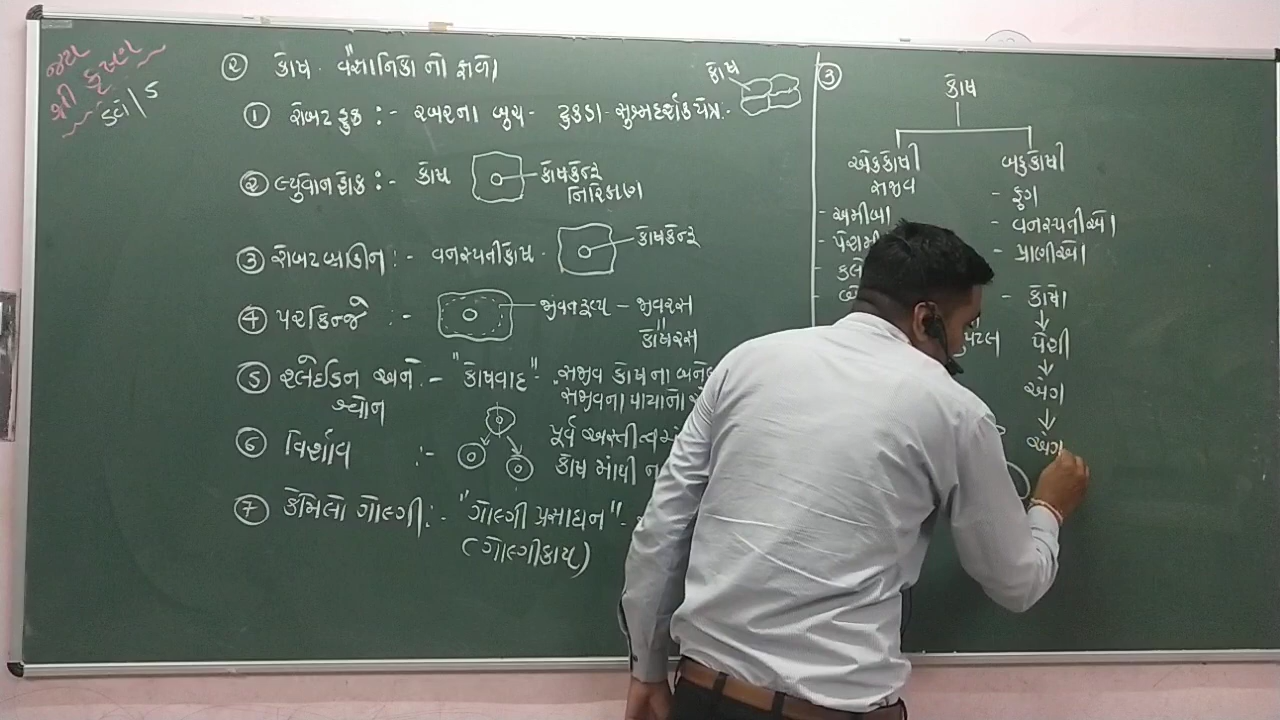 જય
શ્રી કૃષ્ણ
ડેવી/5
② કોષ વૈજ્ઞાનિકો નો ફાળો
① રોબર્ટ હુક :- રબરના બુચ - ટુકડા - સુક્ષ્મદર્શક યંત્ર :-
કોષ
② લ્યુવાન હોક :- કોષ
કોષકેન્દ્ર
નિરિક્ષણ
③ રોબર્ટ બ્રાઉન :- વનસ્પતીકોષ -
કોષકેન્દ્ર
④ પરકિન્જે :-
જીવનદ્રવ્ય - જીવરસ
કોષરસ
⑤ શ્લેઈડન અને - "કોષવાદ" - સજીવ કોષના બનેલ
શ્વોન
સજીવના પાયાનો
⑥ વિર્શોવ :-
પૂર્વ અસ્તીત્વ
કોષ માંથી ન
⑦ કેમિલો ગોલ્ગી :- "ગોલ્ગી પ્રસાધન" -
(ગોલ્ગીકાય)
③
કોષ
એકકોષી
સજીવ
- અમીબા
બહુકોષી
- ફુગ
- વનસ્પતીઓ
- પ્રાણીઓ
- કોષો
પેશી
અંગ
અંગ